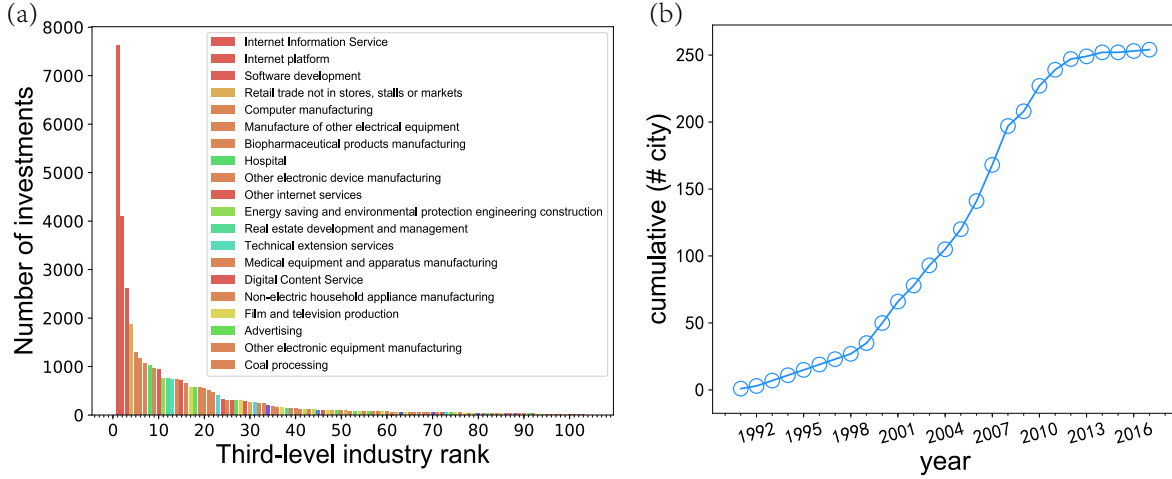 (a)
Number of investments
8000
7000
6000
5000
4000
3000
2000
1000
0
Internet Information Service
Internet platform
Software development
Retail trade not in stores, stalls or markets
Computer manufacturing
Manufacture of other electrical equipment
Biopharmaceutical products manufacturing
Hospital
Other electronic device manufacturing
Other internet services
Energy saving and environmental protection engineering construction
Real estate development and management
Technical extension services
Medical equipment and apparatus manufacturing
Digital Content Service
Non-electric household appliance manufacturing
Film and television production
Advertising
Other electronic equipment manufacturing
Coal processing
0 10 20 30 40 50 60 70 80 90 100
Third-level industry rank
(b)
cumulative (# city)
250
200
150
100
50
0
1992 1995 1998 2001 2004 2007 2010 2013 2016
year